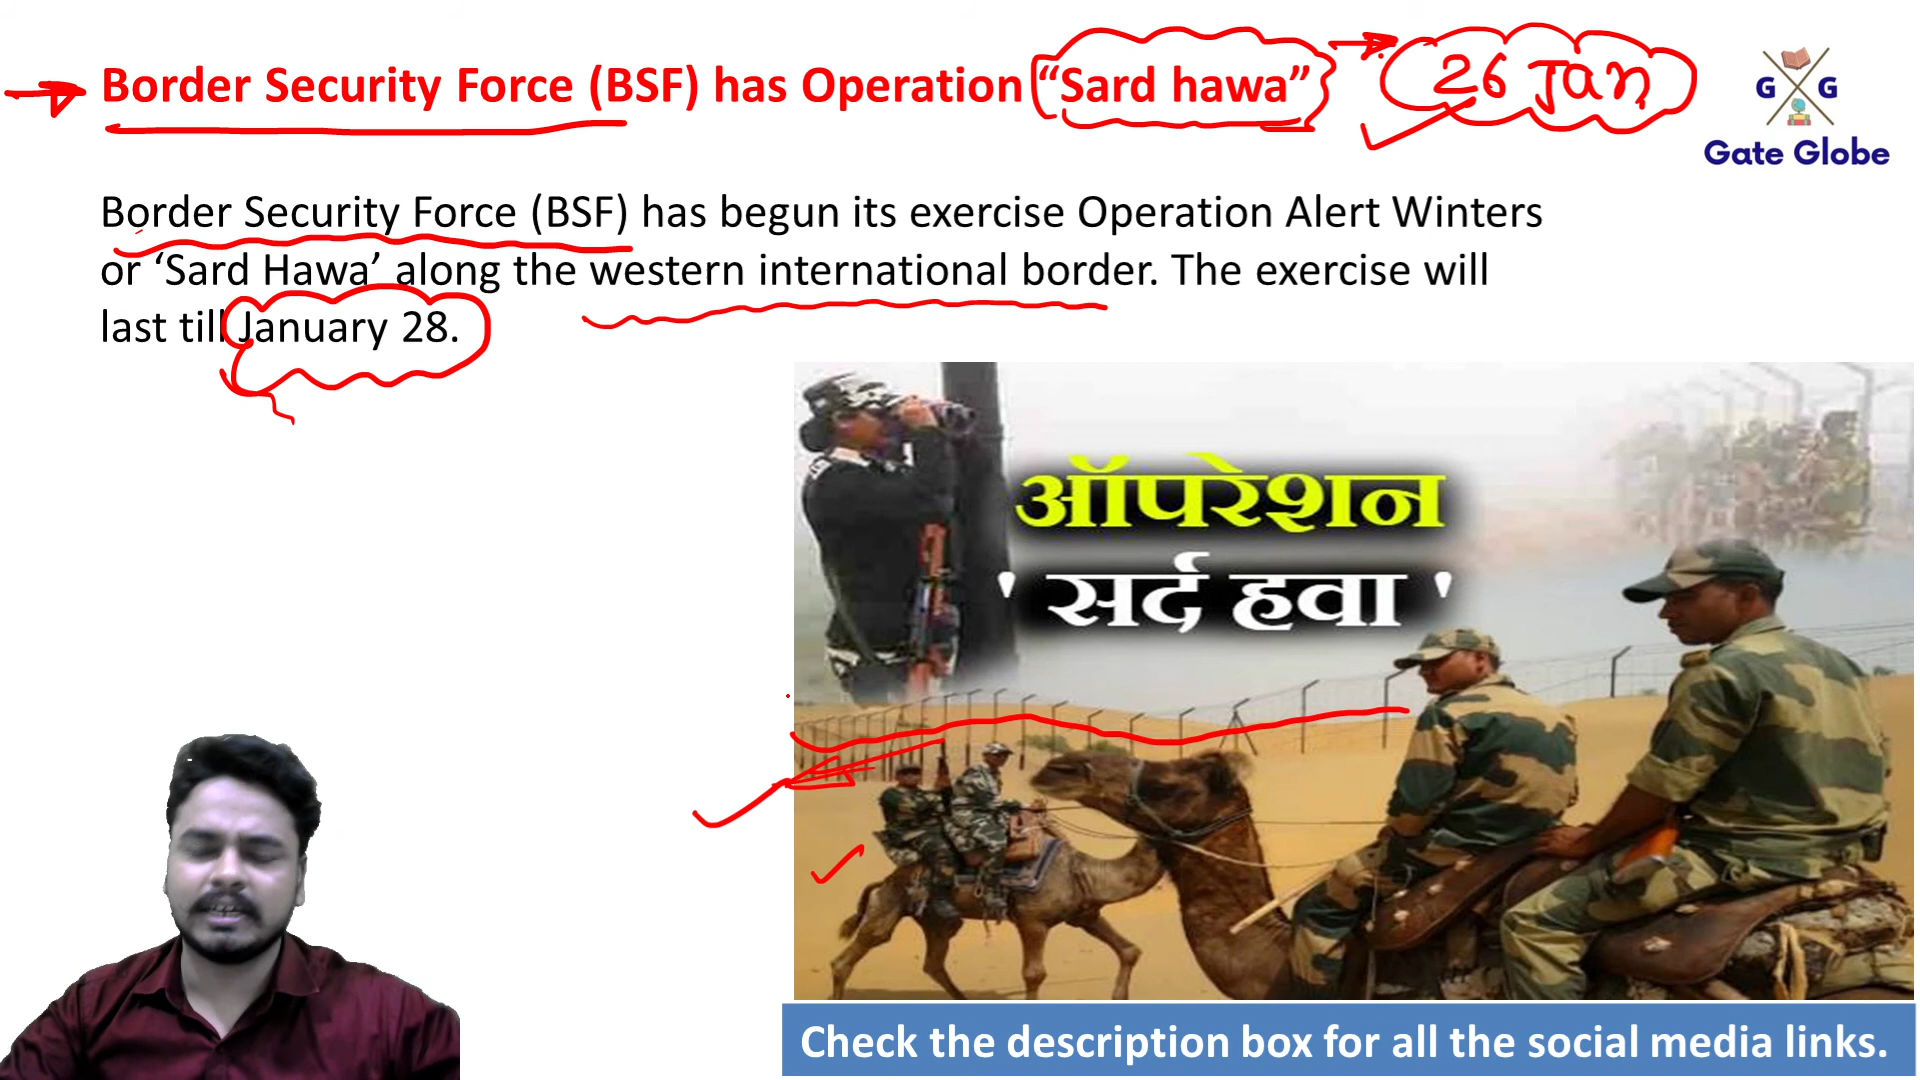 Border Security Force (BSF) has Operation “Sard hawa” 26 Jan
G G
Gate Globe
Border Security Force (BSF) has begun its exercise Operation Alert Winters
or ‘Sard Hawa’ along the western international border. The exercise will
last till January 28.
ऑपरेशन
' सर्द हवा '
Check the description box for all the social media links.